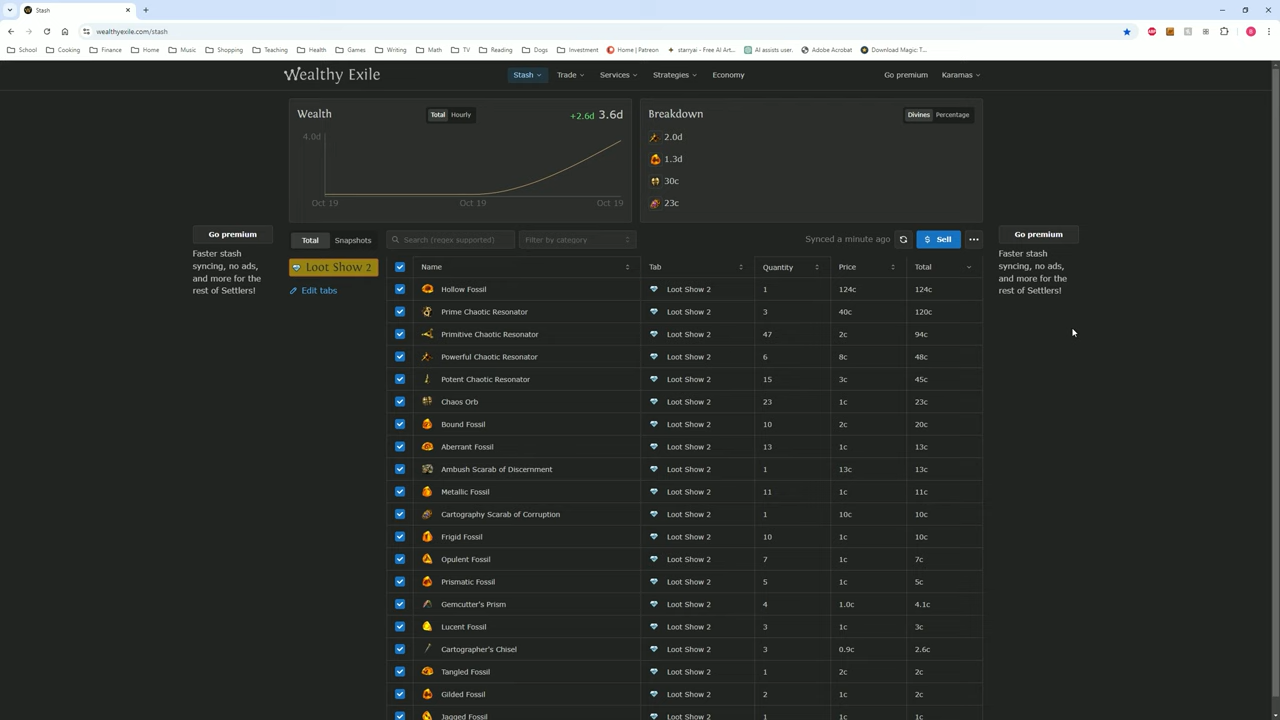 Stash
wealthyexile.com/stash
School Cooking Finance Home Music Shopping Teaching Health Games Writing Math TV Reading Dogs Investment Home | Patreon starryai - Free AI Art... AI assists user. Adobe Acrobat Download Magic: T...
Wealthy Exile Stash Trade Services Strategies Economy Go premium Karamas
Wealth Total Hourly +2.6d 3.6d
4.0d
Oct 19 Oct 19 Oct 19
Breakdown Divines Percentage
2.0d
1.3d
30c
23c
Go premium
Faster stash
syncing, no ads,
and more for the
rest of Settlers!
Total Snapshots Search (regex supported) Filter by category Synced a minute ago $ Sell
Loot Show 2
Edit tabs
Name Tab Quantity Price Total
Hollow Fossil Loot Show 2 1 124c 124c
Prime Chaotic Resonator Loot Show 2 3 40c 120c
Primitive Chaotic Resonator Loot Show 2 47 2c 94c
Powerful Chaotic Resonator Loot Show 2 6 8c 48c
Potent Chaotic Resonator Loot Show 2 15 3c 45c
Chaos Orb Loot Show 2 23 1c 23c
Bound Fossil Loot Show 2 10 2c 20c
Aberrant Fossil Loot Show 2 13 1c 13c
Ambush Scarab of Discernment Loot Show 2 1 13c 13c
Metallic Fossil Loot Show 2 11 1c 11c
Cartography Scarab of Corruption Loot Show 2 1 10c 10c
Frigid Fossil Loot Show 2 10 1c 10c
Opulent Fossil Loot Show 2 7 1c 7c
Prismatic Fossil Loot Show 2 5 1c 5c
Gemcutter's Prism Loot Show 2 4 1.0c 4.1c
Lucent Fossil Loot Show 2 3 1c 3c
Cartographer's Chisel Loot Show 2 3 0.9c 2.6c
Tangled Fossil Loot Show 2 1 2c 2c
Gilded Fossil Loot Show 2 2 1c 2c
Jagged Fossil Loot Show 2 1 1c 1c
Go premium
Faster stash
syncing, no ads,
and more for the
rest of Settlers!